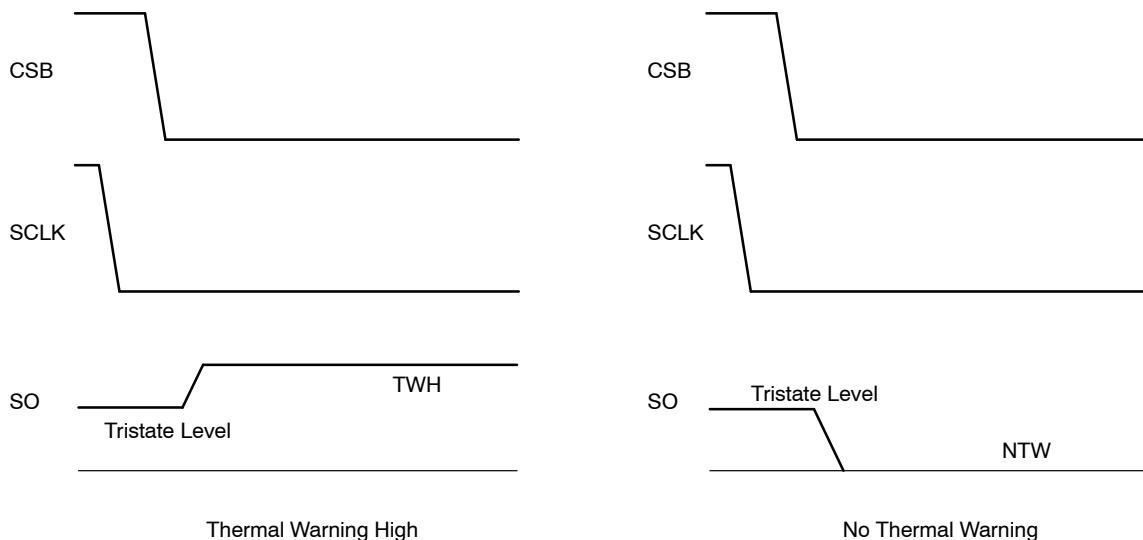 CSB
SCLK
SO
TWH
Tristate Level
Thermal Warning High
CSB
SCLK
SO
Tristate Level
NTW
No Thermal Warning